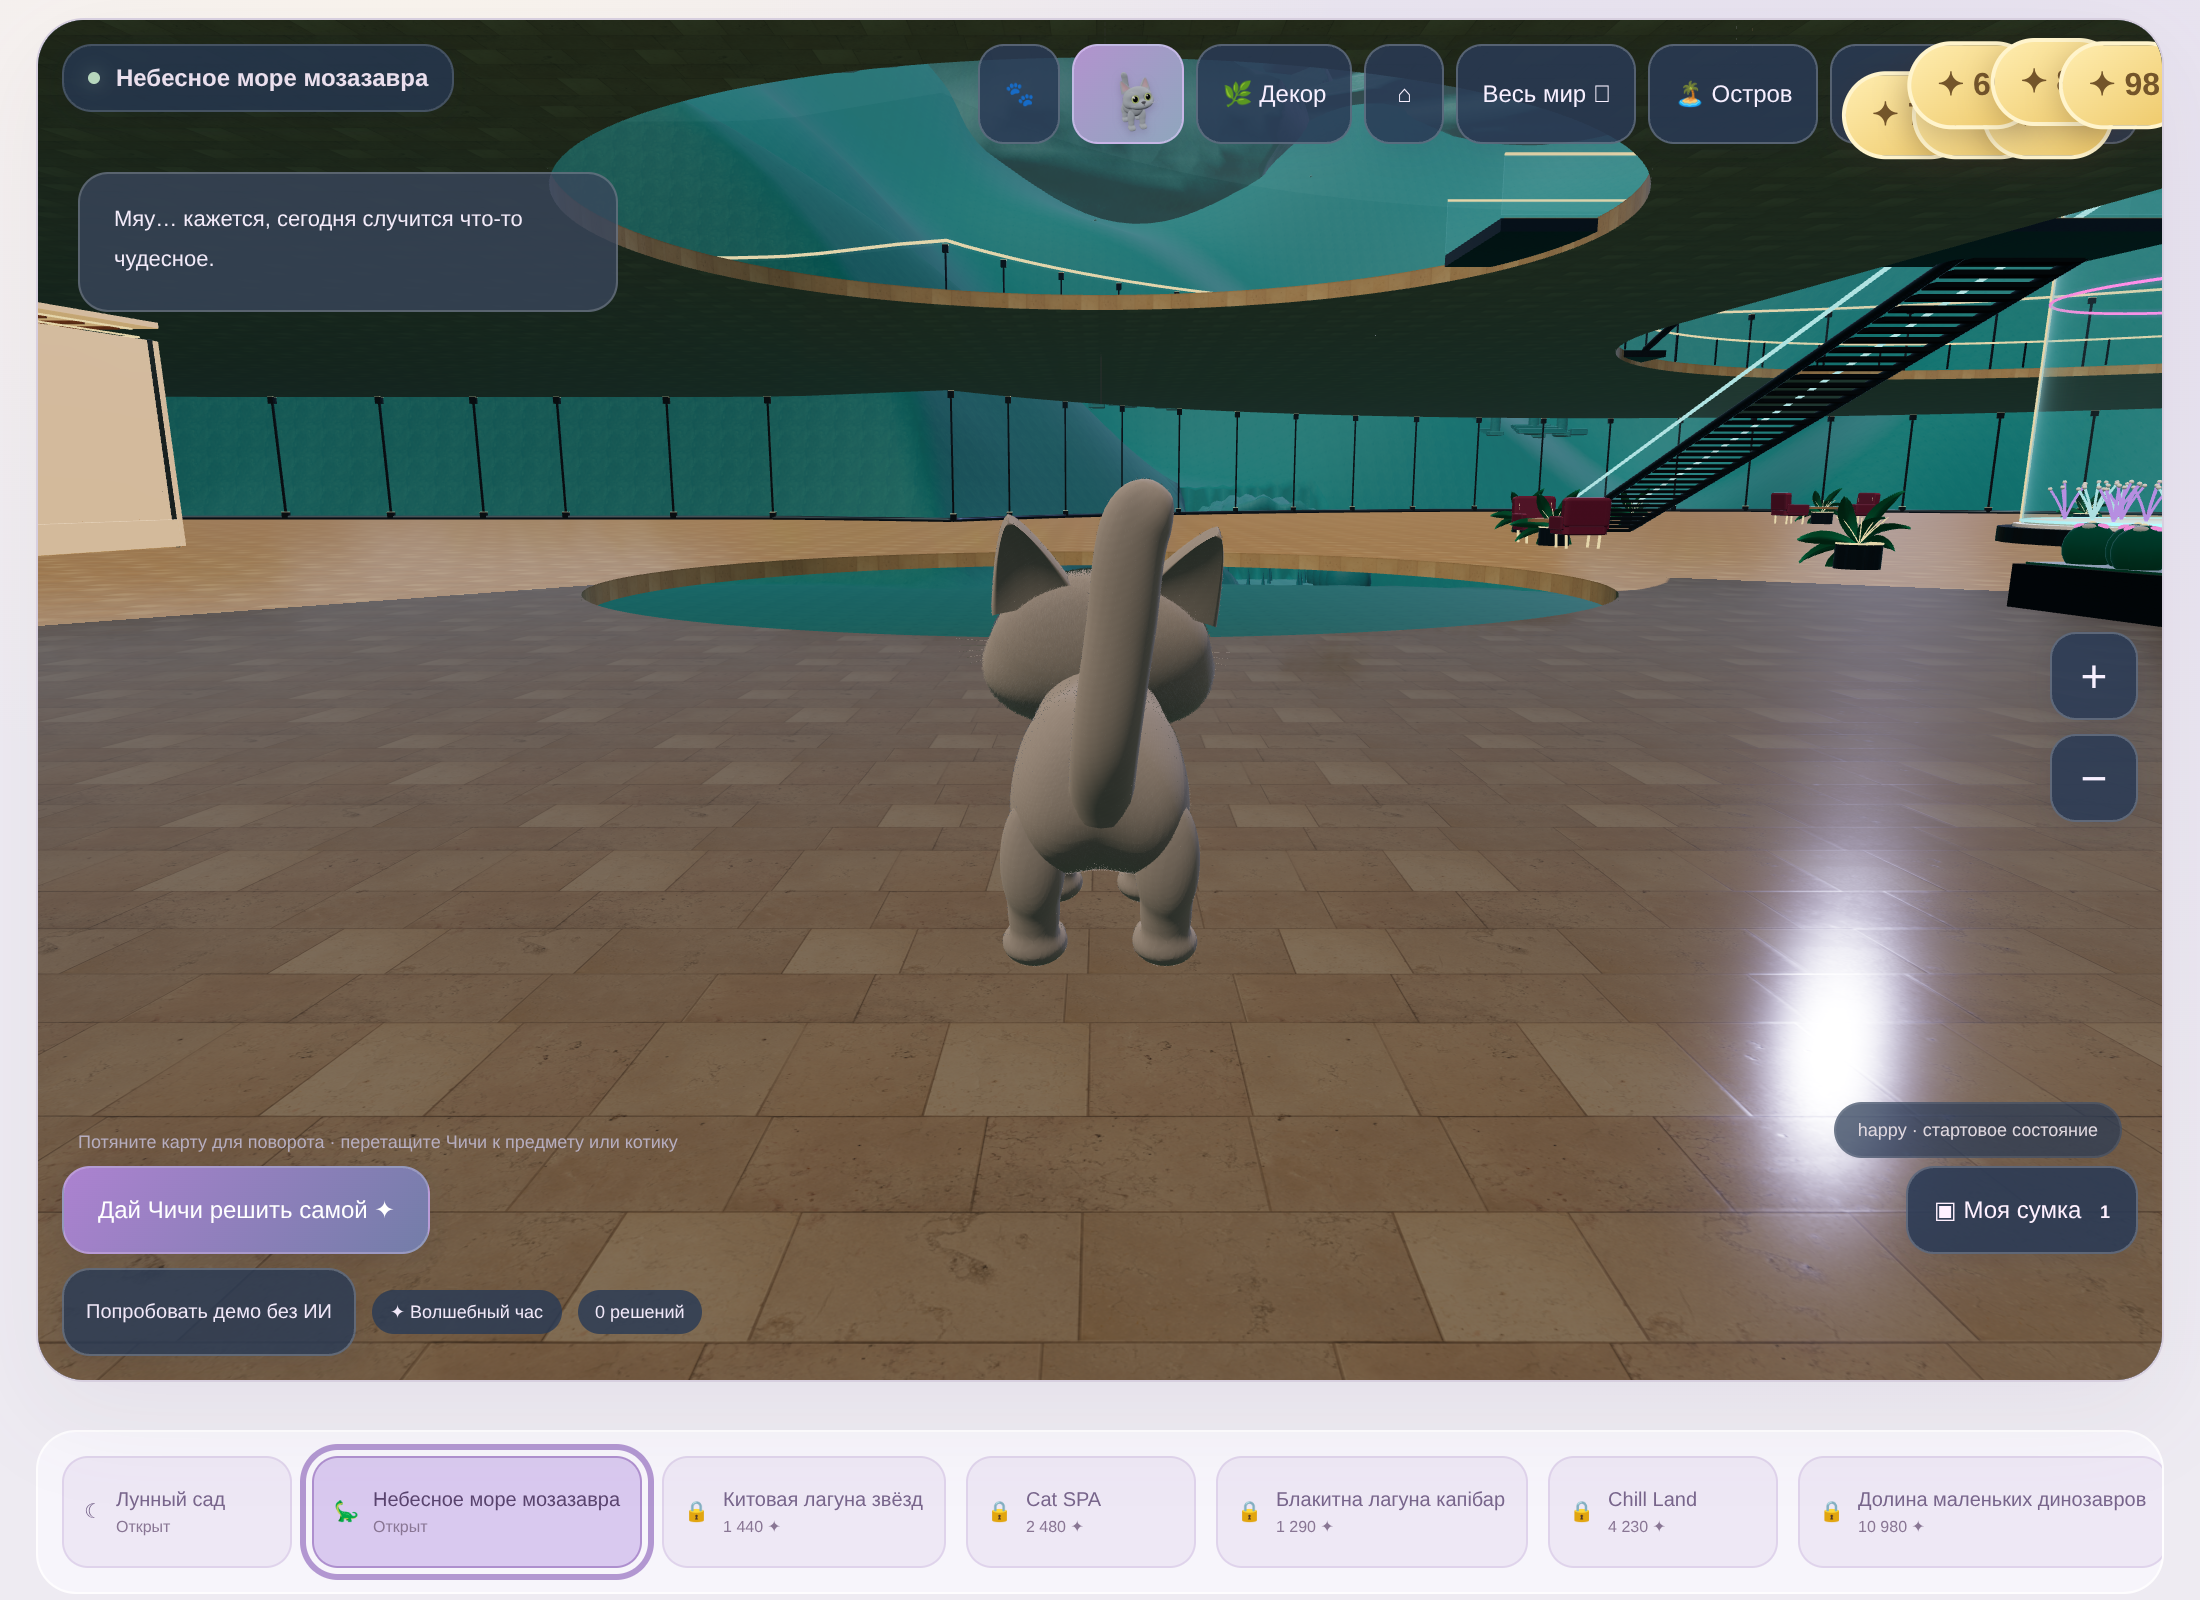 Небесное море мозазавра
Декор
Весь мир
Остров
✦ 6
✦ 98
Мяу… кажется, сегодня случится что-то
чудесное.
+
−
Потяните карту для поворота · перетащите Чичи к предмету или котику
happy · стартовое состояние
Дай Чичи решить самой ✦
Моя сумка 1
Попробовать демо без ИИ
✦ Волшебный час
0 решений
Лунный сад
Открыт
Небесное море мозазавра
Открыт
Китовая лагуна звёзд
1 440 ✦
Cat SPA
2 480 ✦
Блакитна лагуна капібар
1 290 ✦
Chill Land
4 230 ✦
Долина маленьких динозавров
10 980 ✦